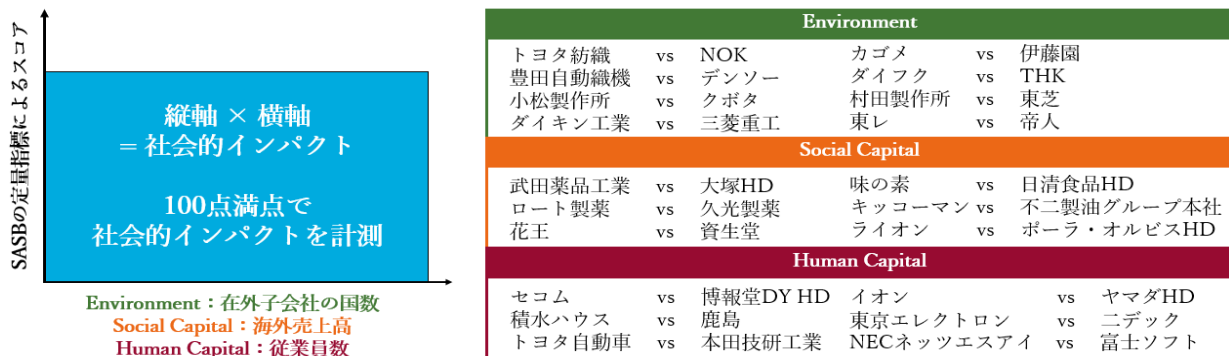 SASBの定量指標によるスコア
縦軸 × 横軸
= 社会的インパクト
100点満点で
社会的インパクトを計測
Environment：在外子会社の国数
Social Capital：海外売上高
Human Capital：従業員数
Environment
トヨタ紡織 vs NOK カゴメ vs 伊藤園
豊田自動織機 vs デンソー ダイフク vs THK
小松製作所 vs クボタ 村田製作所 vs 東芝
ダイキン工業 vs 三菱重工 東レ vs 帝人
Social Capital
武田薬品工業 vs 大塚HD 味の素 vs 日清食品HD
ロート製薬 vs 久光製薬 キッコーマン vs 不二製油グループ本社
花王 vs 資生堂 ライオン vs ポーラ・オルビスHD
Human Capital
セコム vs 博報堂DY HD イオン vs ヤマダHD
積水ハウス vs 鹿島 東京エレクトロン vs ニデック
トヨタ自動車 vs 本田技研工業 NECネッツエスアイ vs 富士ソフト